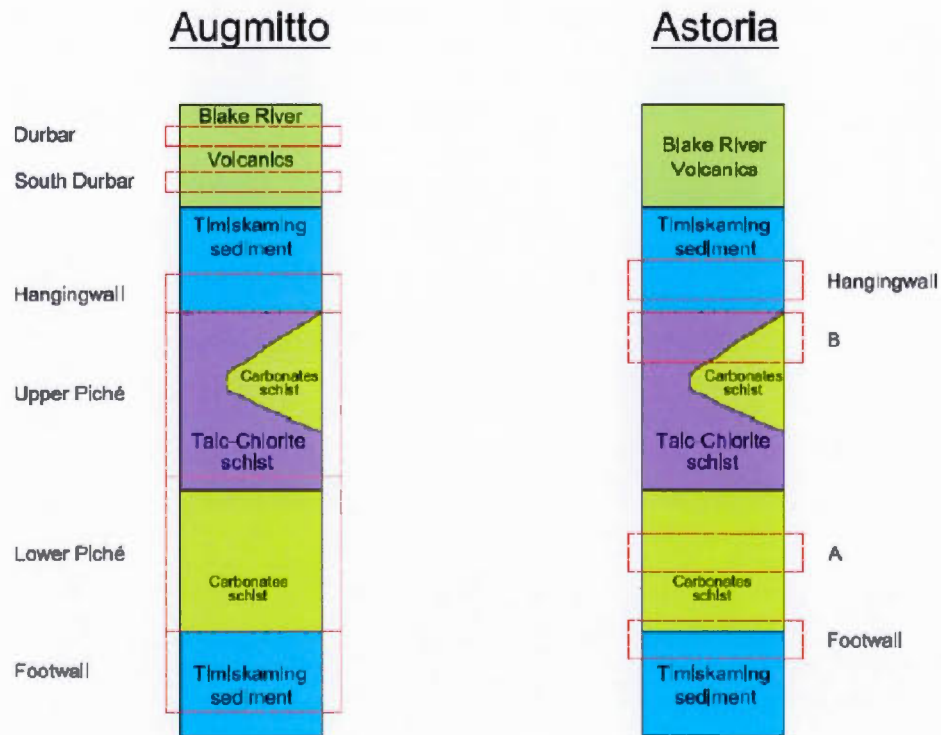 Augmitto
Astoria
Durbar
South Durbar
Hangingwall
Upper Piché
Lower Piché
Footwall
Blake River
Volcanics
Timiskaming
sediment
Carbonates
schist
Talc-Chlorite
schist
Carbonates
schist
Timiskaming
sediment
Blake River
Volcanics
Timiskaming
sediment
Carbonates
schist
Talc-Chlorite
schist
Carbonates
schist
Timiskaming
sediment
Hangingwall
B
A
Footwall